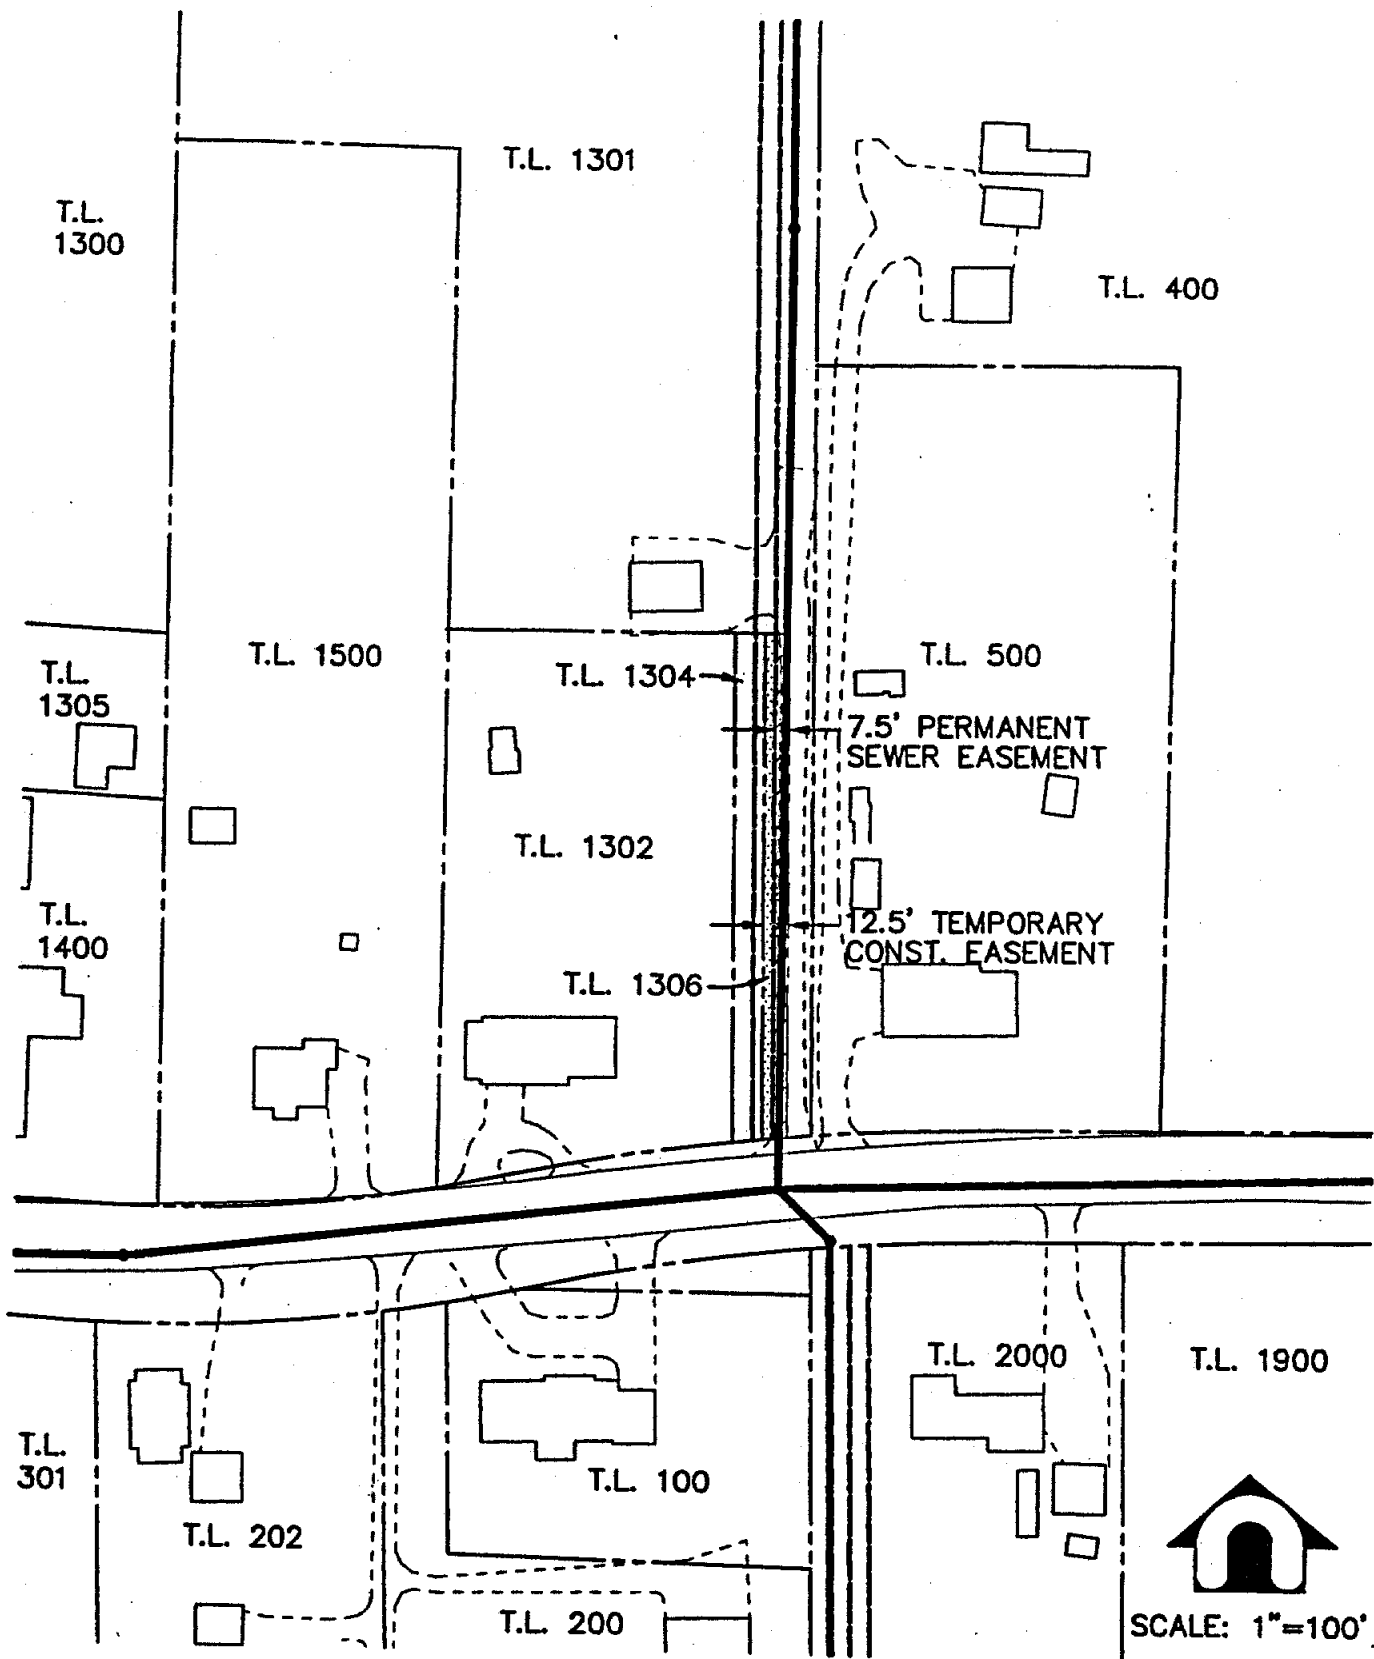 T.L. 1301
T.L.
1300
T.L. 400
T.L. 1500
T.L. 500
T.L.
1305
T.L. 1304
7.5' PERMANENT
SEWER EASEMENT
T.L. 1302
T.L.
1400
12.5' TEMPORARY
CONST. EASEMENT
T.L. 1306
T.L. 2000
T.L. 1900
T.L.
301
T.L. 100
T.L. 202
T.L. 200
SCALE: 1"=100'